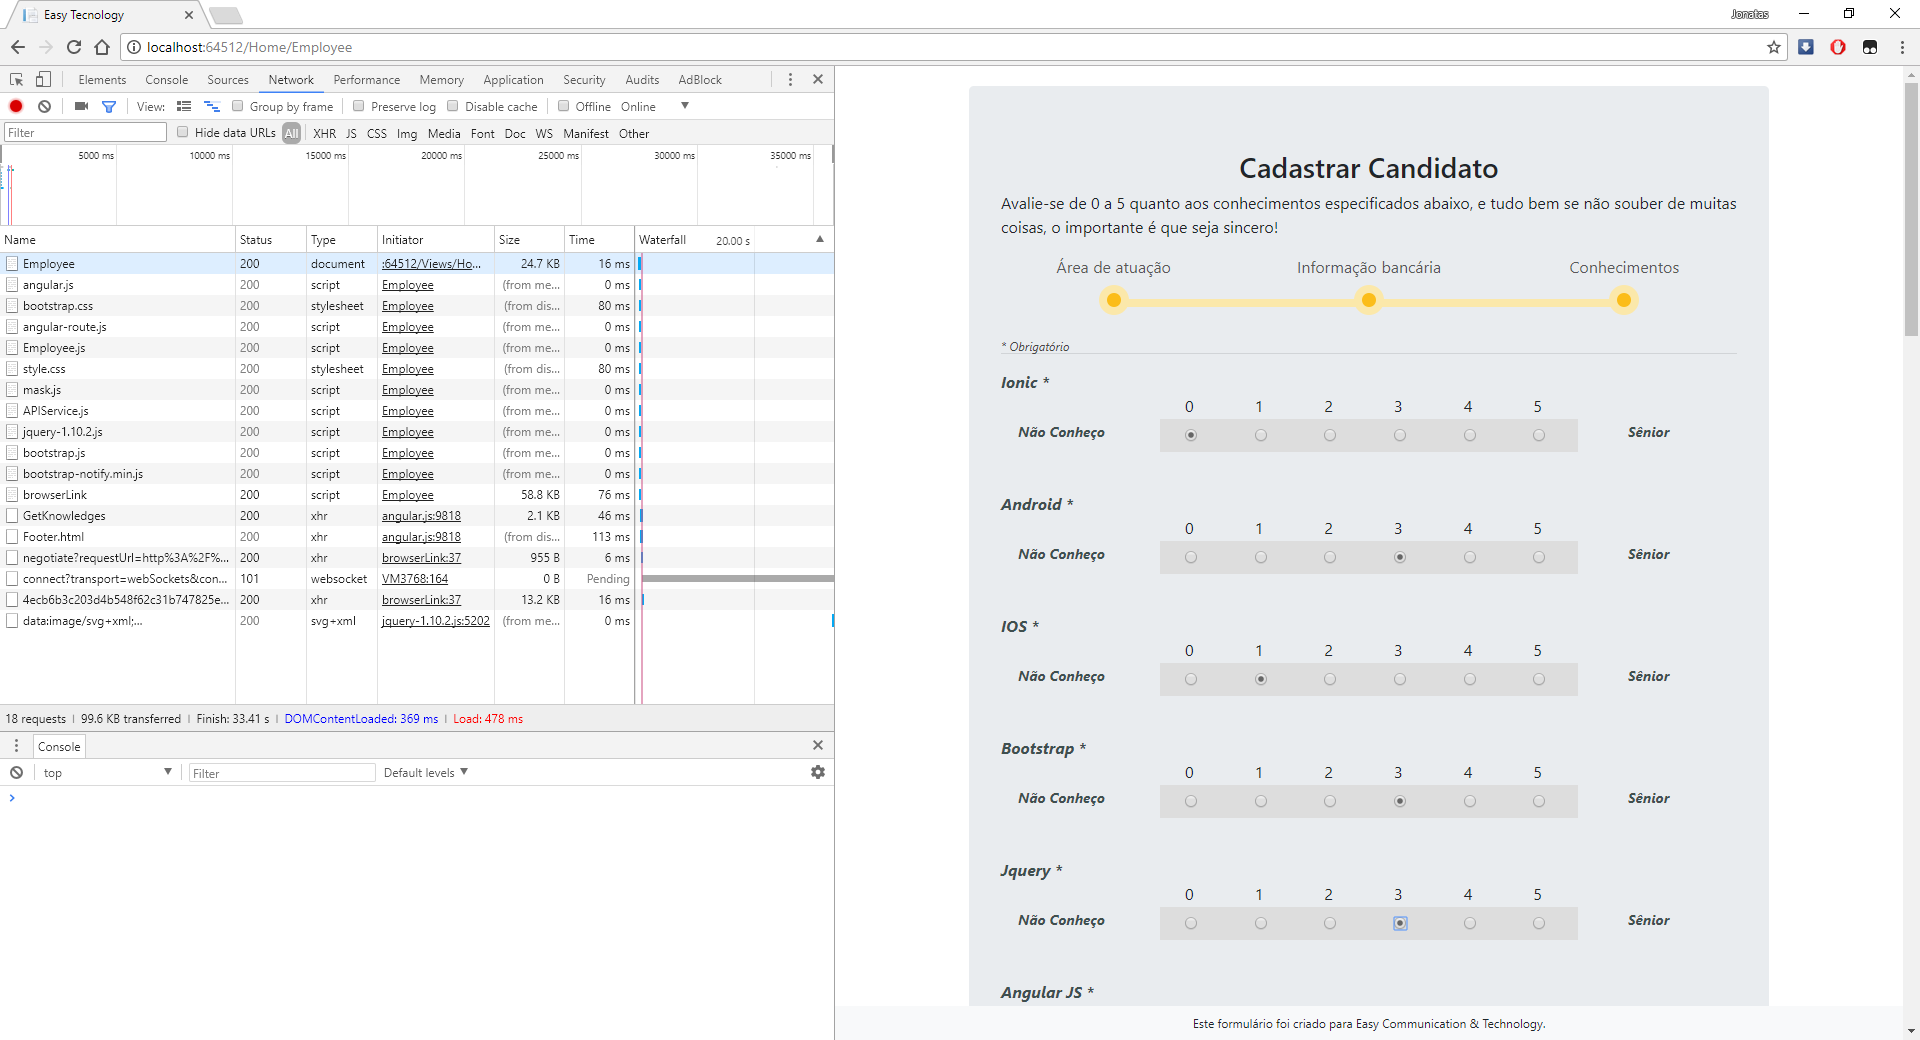 Easy Tecnology
Jonatas
localhost:64512/Home/Employee
Elements Console Sources Network Performance Memory Application Security Audits AdBlock
View: Group by frame Preserve log Disable cache Offline Online
Filter Hide data URLs All XHR JS CSS Img Media Font Doc WS Manifest Other
5000 ms 10000 ms 15000 ms 20000 ms 25000 ms 30000 ms 35000 ms
Name Status Type Initiator Size Time Waterfall 20.00 s
Employee 200 document :64512/Views/Ho... 24.7 KB 16 ms
angular.js 200 script Employee (from me... 0 ms
bootstrap.css 200 stylesheet Employee (from dis... 80 ms
angular-route.js 200 script Employee (from me... 0 ms
Employee.js 200 script Employee (from me... 0 ms
style.css 200 stylesheet Employee (from dis... 80 ms
mask.js 200 script Employee (from me... 0 ms
APIService.js 200 script Employee (from me... 0 ms
jquery-1.10.2.js 200 script Employee (from me... 0 ms
bootstrap.js 200 script Employee (from me... 0 ms
bootstrap-notify.min.js 200 script Employee (from me... 0 ms
browserLink 200 script Employee 58.8 KB 76 ms
GetKnowledges 200 xhr angular.js:9818 2.1 KB 46 ms
Footer.html 200 xhr angular.js:9818 (from dis... 113 ms
negotiate?requestUrl=http%3A%2F%... 200 xhr browserLink:37 955 B 6 ms
connect?transport=webSockets&con... 101 websocket VM3768:164 0 B Pending
4ecb6b3c203d4b548f62c31b747825e... 200 xhr browserLink:37 13.2 KB 16 ms
data:image/svg+xml;... 200 svg+xml jquery-1.10.2.js:5202 (from me... 0 ms
18 requests | 99.6 KB transferred | Finish: 33.41 s | DOMContentLoaded: 369 ms | Load: 478 ms
Console
top Filter Default levels
Cadastrar Candidato
Avalie-se de 0 a 5 quanto aos conhecimentos especificados abaixo, e tudo bem se não souber de muitas
coisas, o importante é que seja sincero!
Área de atuação Informação bancária Conhecimentos
* Obrigatório
Ionic *
0 1 2 3 4 5
Não Conheço Sênior
Android *
0 1 2 3 4 5
Não Conheço Sênior
IOS *
0 1 2 3 4 5
Não Conheço Sênior
Bootstrap *
0 1 2 3 4 5
Não Conheço Sênior
Jquery *
0 1 2 3 4 5
Não Conheço Sênior
Angular JS *
Este formulário foi criado para Easy Communication & Technology.